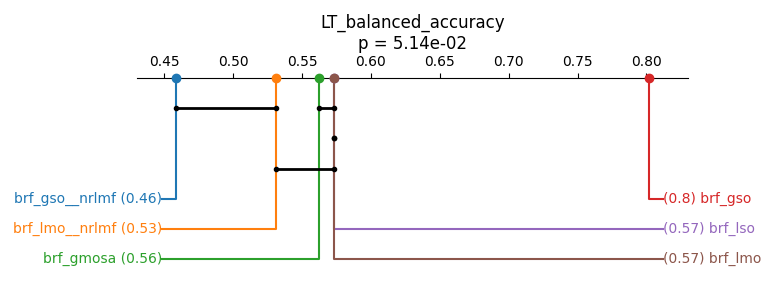 LT_balanced_accuracy
p = 5.14e-02
0.45 0.50 0.55 0.60 0.65 0.70 0.75 0.80
brf_gso__nrlmf (0.46) (0.8) brf_gso
brf_lmo__nrlmf (0.53) (0.57) brf_lso
brf_gmosa (0.56) (0.57) brf_lmo